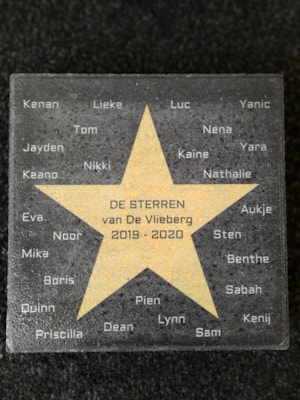 Kenan Lieke Luc Yanic
Tom Nena
Jayden Kaïne Yara
Keano Nikki Nathalie
DE STERREN
van De Vlieberg
2019 - 2020
Eva Aukje
Noor Sten
Mika Benthe
Boris Sabah
Quinn Pien Kenij
Priscilla Dean Lynn Sam